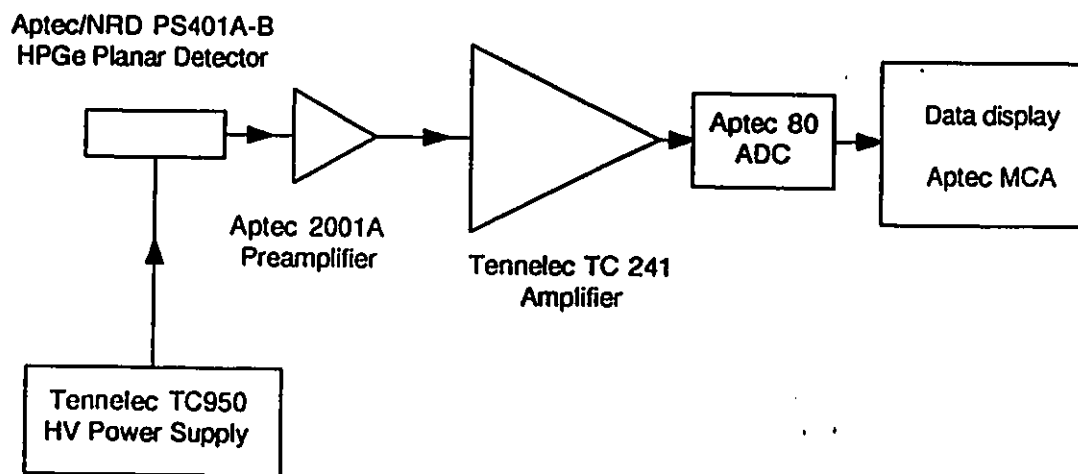 Aptec/NRD PS401A-B
HPGe Planar Detector
Aptec 2001A
Preamplifier
Tennelec TC 241
Amplifier
Aptec 80
ADC
Data display
Aptec MCA
Tennelec TC950
HV Power Supply